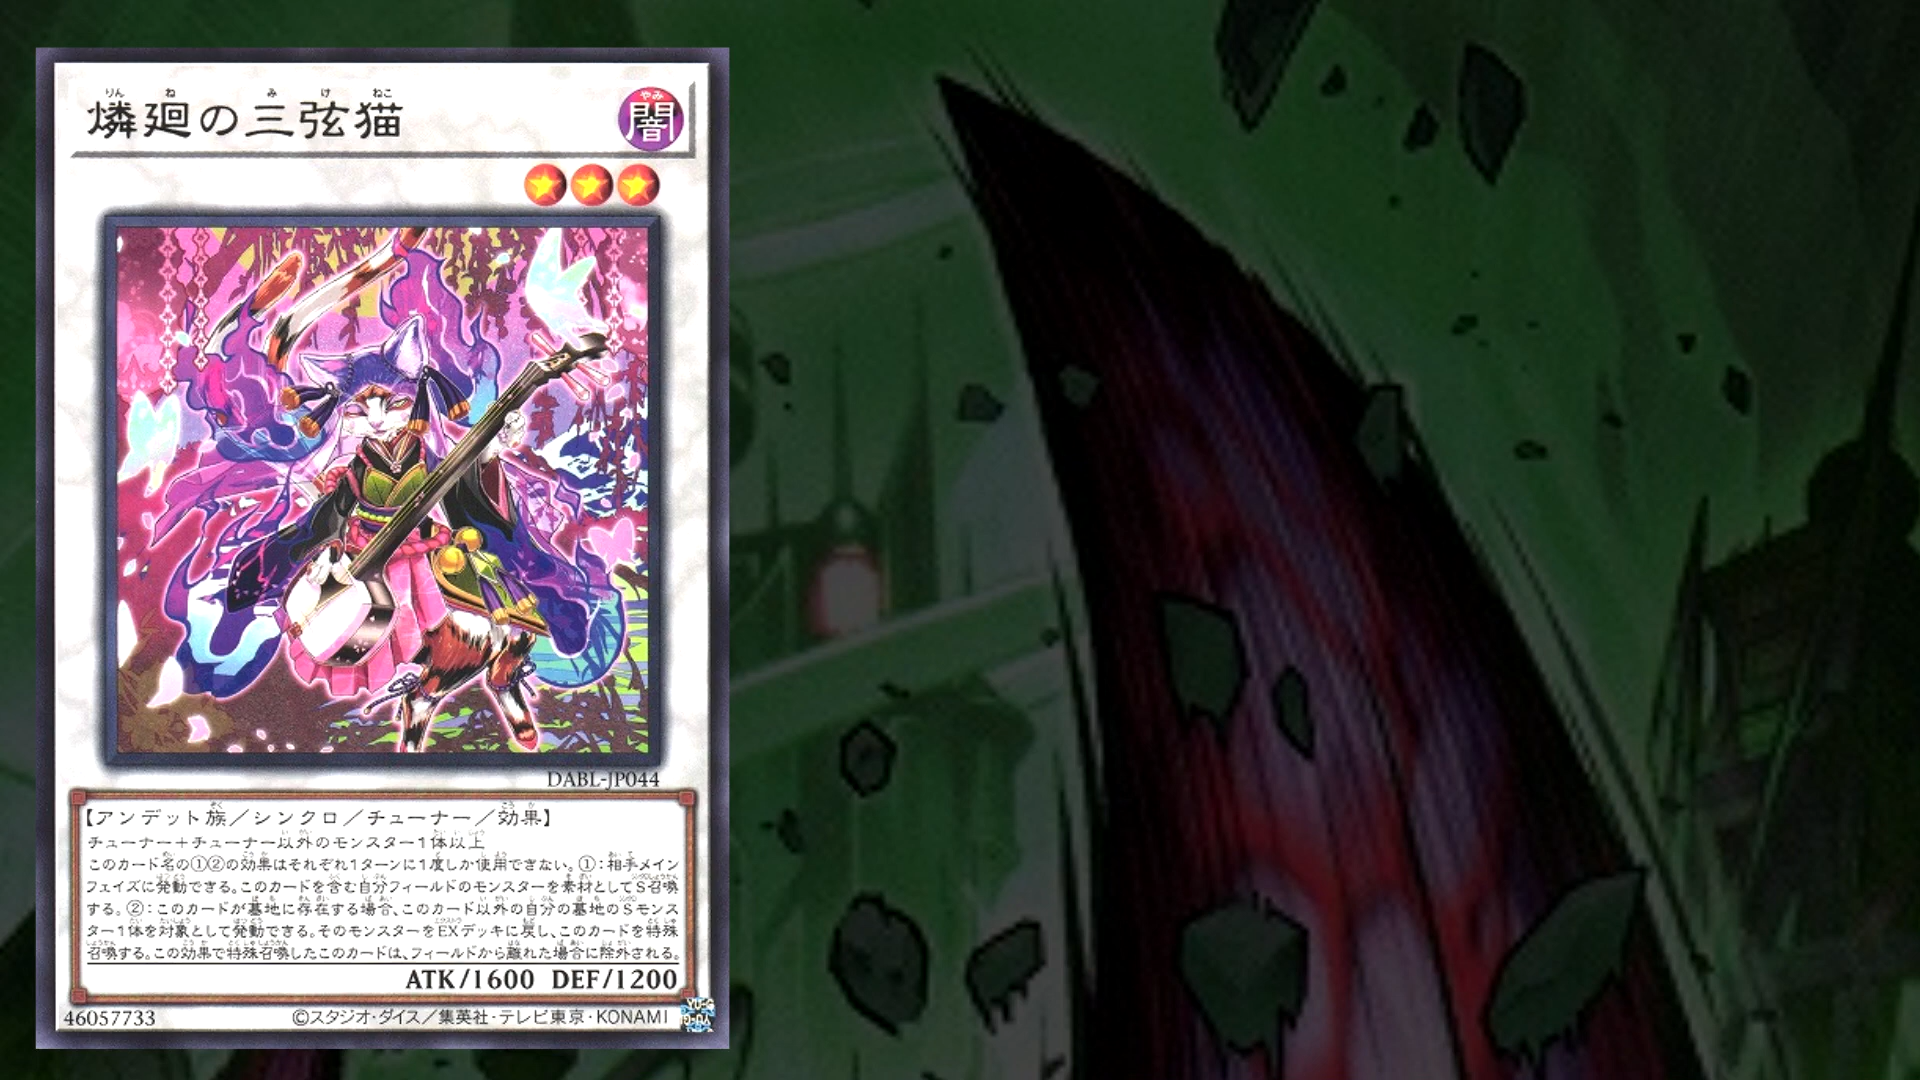 りん ね み け ねこ
燐廻の三弦猫
やみ
闇
DABL-JP044
【アンデット族／シンクロ／チューナー／効果】
チューナー＋チューナー以外のモンスター1体以上
このカード名の①②の効果はそれぞれ1ターンに1度しか使用できない。①：相手メイン
フェイズに発動できる。このカードを含む自分フィールドのモンスターを素材としてS召喚
する。②：このカードが墓地に存在する場合、このカード以外の自分の墓地のSモンス
ター1体を対象として発動できる。そのモンスターをEXデッキに戻し、このカードを特殊
召喚する。この効果で特殊召喚したこのカードは、フィールドから離れた場合に除外される。
ATK/1600 DEF/1200
46057733
©スタジオ・ダイス／集英社・テレビ東京・KONAMI